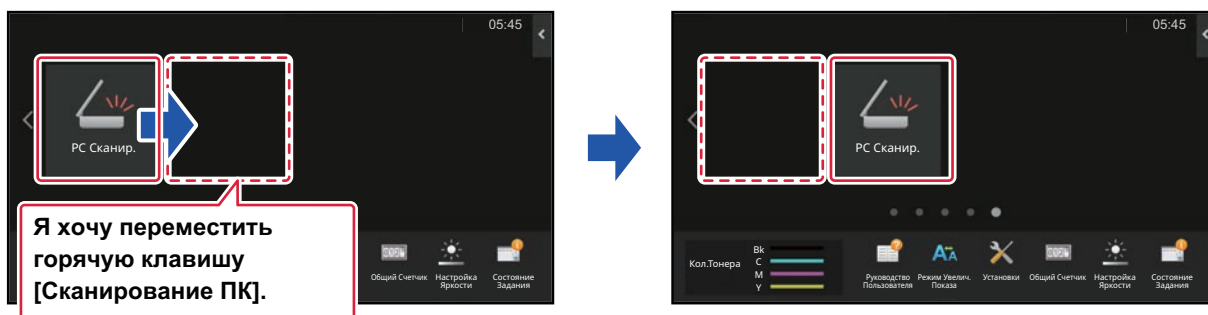 05:45
PC Сканир.
Я хочу переместить
горячую клавишу
[Сканирование ПК].
Общий Счетчик
Настройка
Яркости
Состояние
Задания
05:45
PC Сканир.
Кол.Тонера
Bk
C
M
Y
Руководство
Пользователя
Режим Увелич.
Показа
Установки
Общий Счетчик
Настройка
Яркости
Состояние
Задания